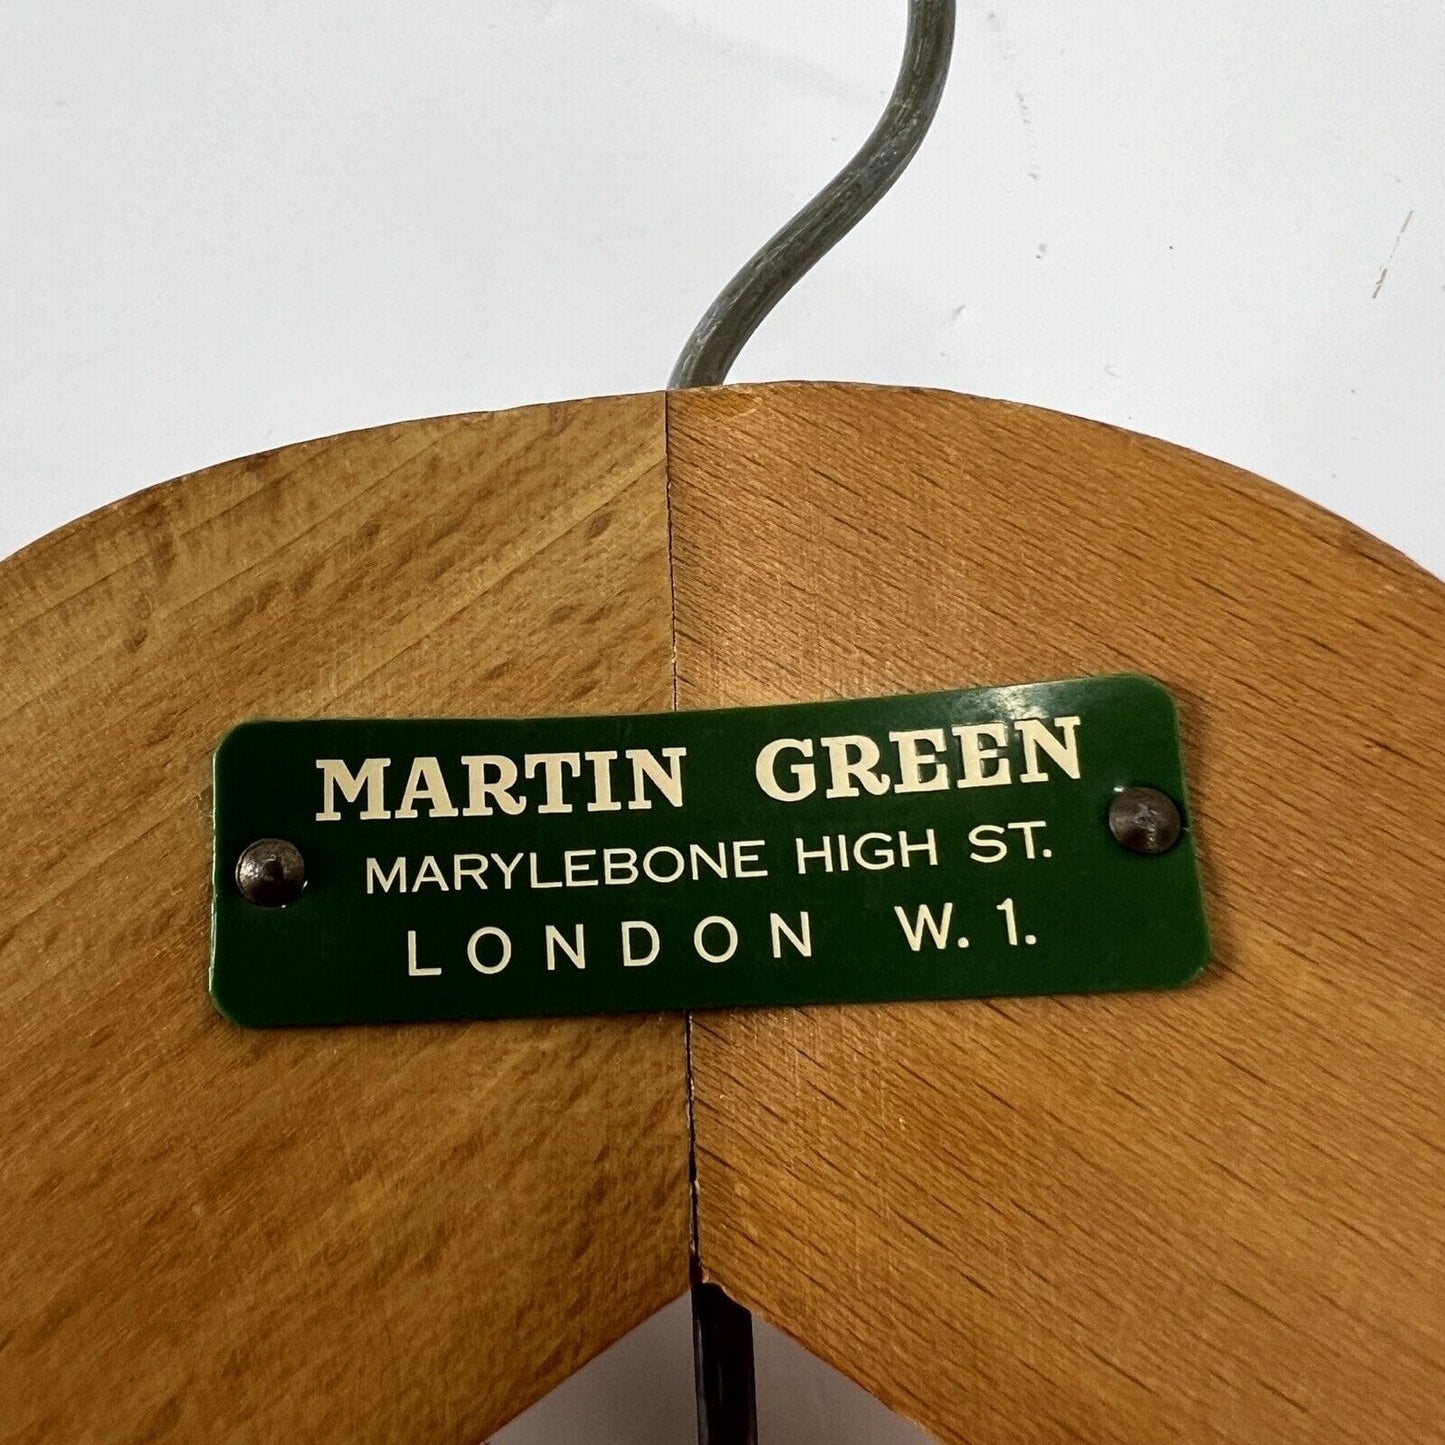 MARTIN GREEN
MARYLEBONE HIGH ST.
LONDON W. 1.